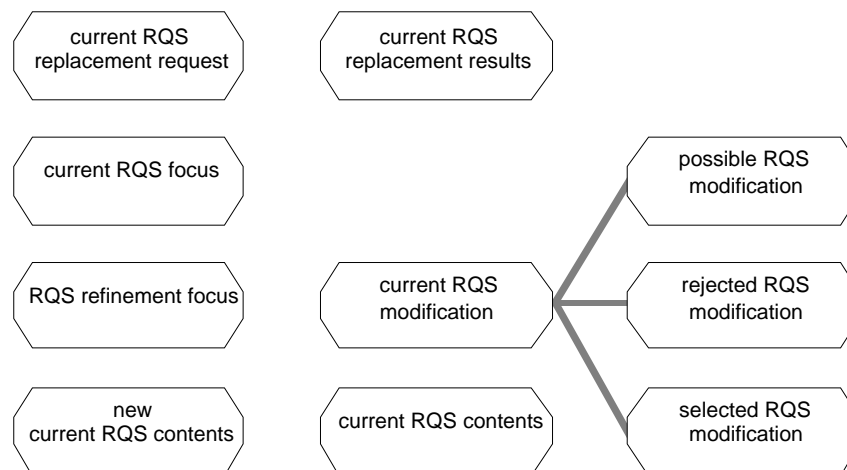 current RQS
replacement request
current RQS
replacement results
current RQS focus
possible RQS
modification
RQS refinement focus
current RQS
modification
rejected RQS
modification
new
current RQS contents
current RQS contents
selected RQS
modification